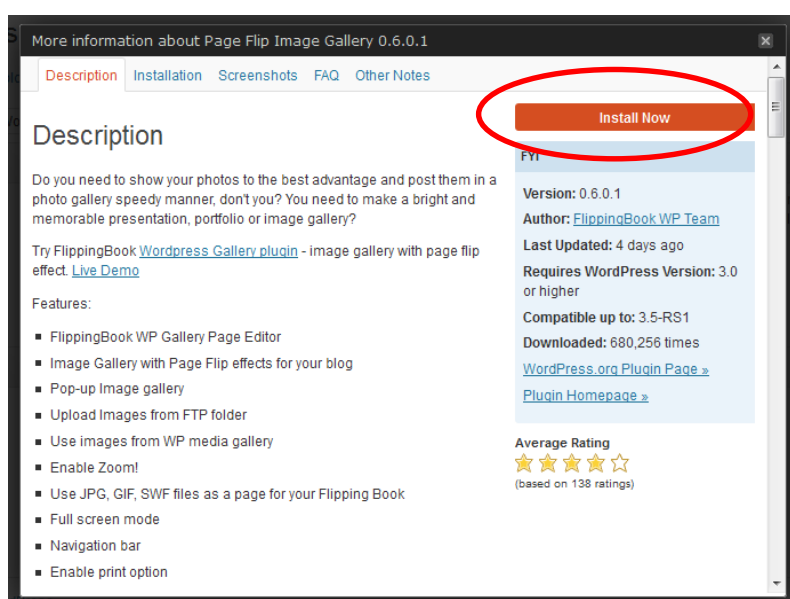 More information about Page Flip Image Gallery 0.6.0.1
Description Installation Screenshots FAQ Other Notes
Install Now
Description
Do you need to show your photos to the best advantage and post them in a
photo gallery speedy manner, don't you? You need to make a bright and
memorable presentation, portfolio or image gallery?
Try FlippingBook Wordpress Gallery plugin - image gallery with page flip
effect. Live Demo
Features:
FlippingBook WP Gallery Page Editor
Image Gallery with Page Flip effects for your blog
Pop-up Image gallery
Upload Images from FTP folder
Use images from WP media gallery
Enable Zoom!
Use JPG, GIF, SWF files as a page for your Flipping Book
Full screen mode
Navigation bar
Enable print option
FYI
Version: 0.6.0.1
Author: FlippingBook WP Team
Last Updated: 4 days ago
Requires WordPress Version: 3.0
or higher
Compatible up to: 3.5-RS1
Downloaded: 680,256 times
WordPress.org Plugin Page »
Plugin Homepage »
Average Rating
(based on 138 ratings)